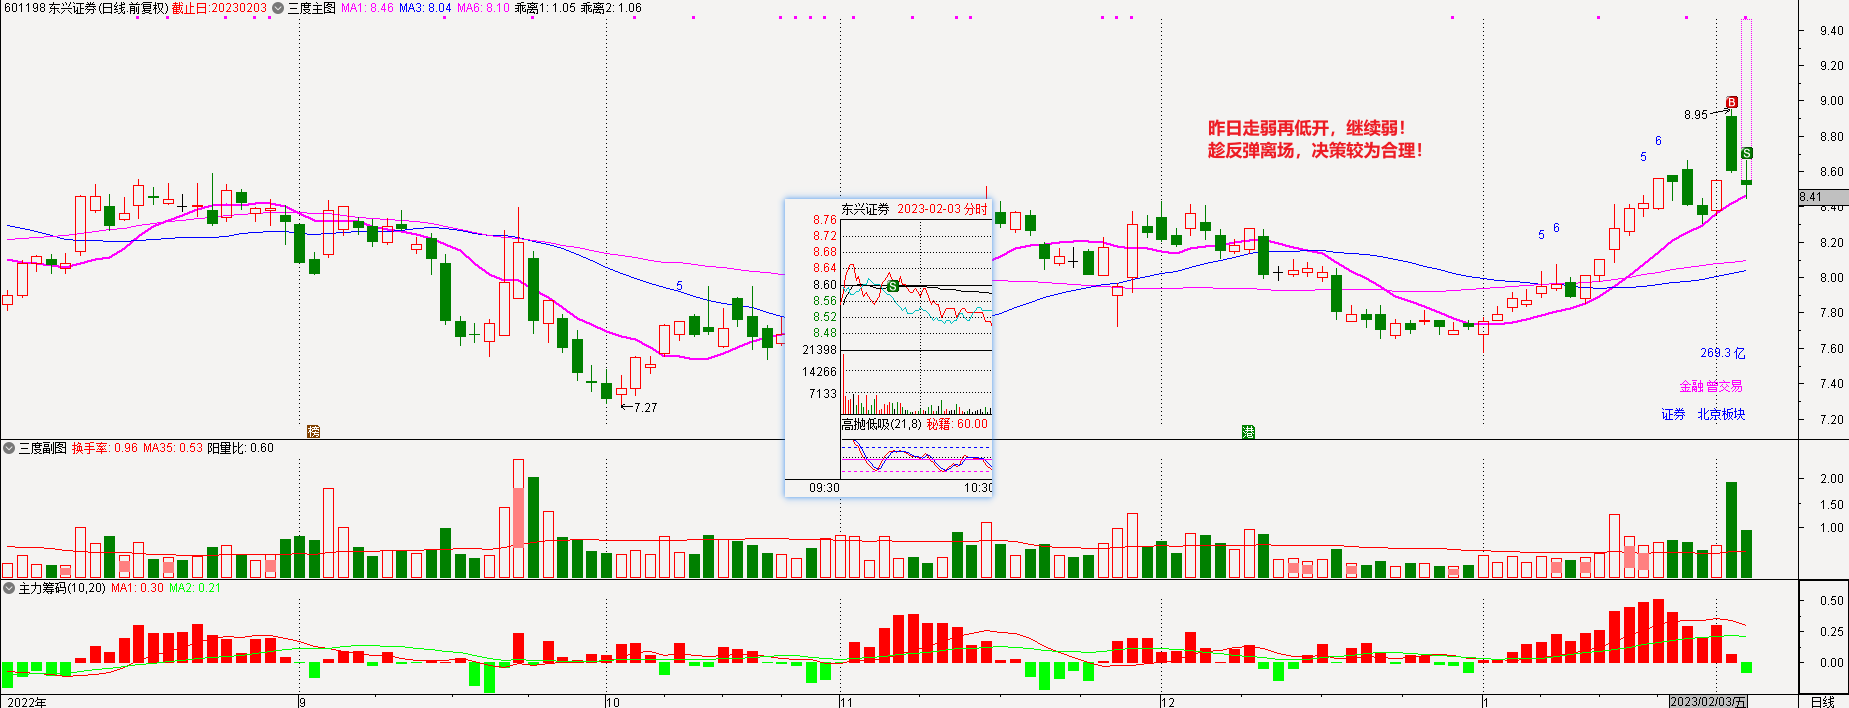 601198 东兴证券(日线.前复权) 截止日:20230203 三度主图 MA1: 8.46 MA3: 8.04 MA6: 8.10 乖离1: 1.05 乖离2: 1.06
9.40
9.20
B
9.00
8.95
昨日走弱再低开，继续弱！
8.80
6
趁反弹离场，决策较为合理！
5
S
8.60
8.41
8.40
6
5
8.20
8.00
5
7.80
7.60
269.3 亿
7.40
金融 曾交易
7.27
证券 北京板块
7.20
榜
港
东兴证券 2023-02-03 分时
8.76
8.72
8.68
8.64
8.60
S
8.56
8.52
8.48
21398
14266
7133
高抛低吸(21,8) 秘籍: 60.00
09:30
10:30
三度副图 换手率: 0.96 MA35: 0.53 阳量比: 0.60
2.00
1.50
1.00
主力筹码(10,20) MA1: 0.30 MA2: 0.21
0.50
0.25
0.00
2022年
9
10
11
12
1
2023/02/03/五
日线